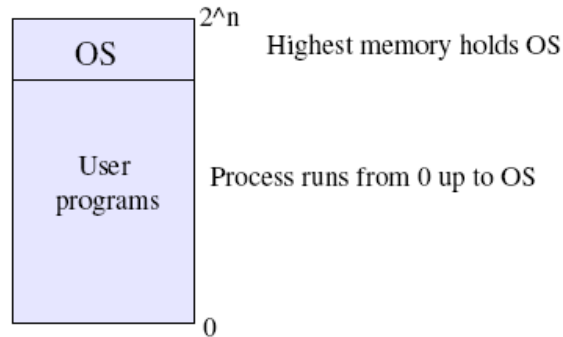 2^n
OS
Highest memory holds OS
User
programs
Process runs from 0 up to OS
0